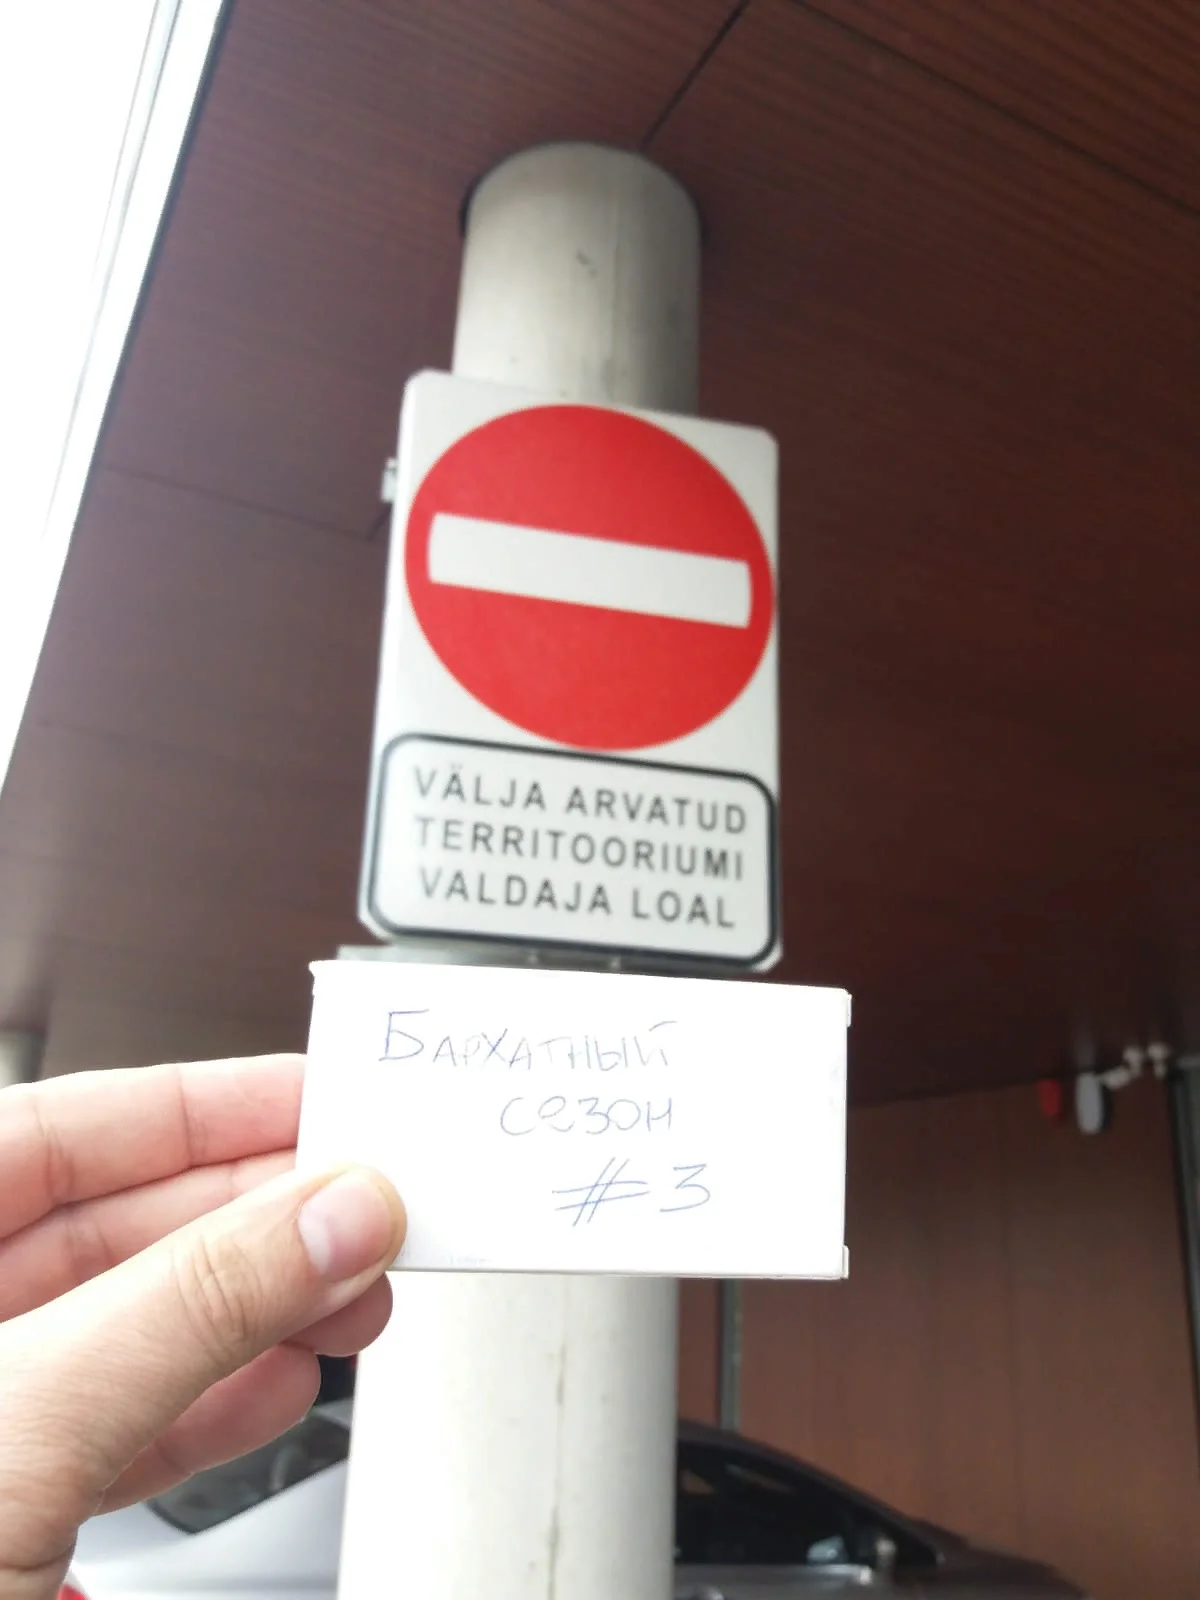 VÄLJA ARVATUD
TERRITOORIUMI
VALDAJA LOAL
Бархатный
сезон
#3